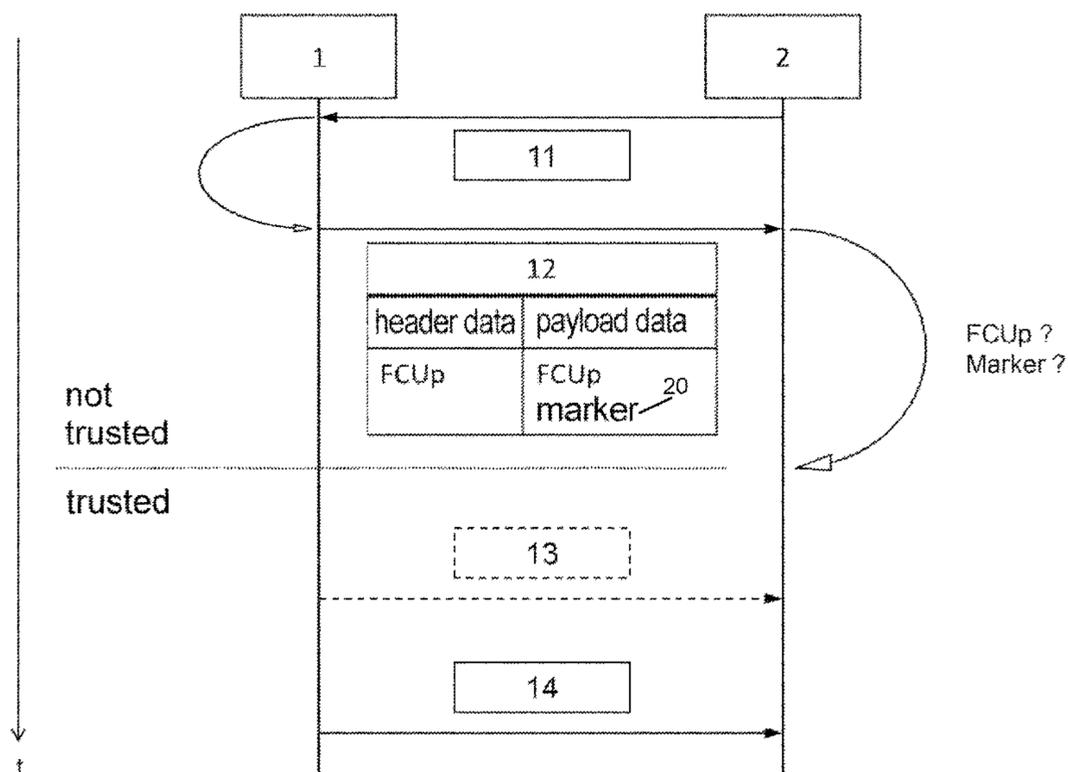 1
2
11
12
header data payload data
FCUp FCUp
marker 20
FCUp ?
Marker ?
not
trusted
trusted
13
14
t